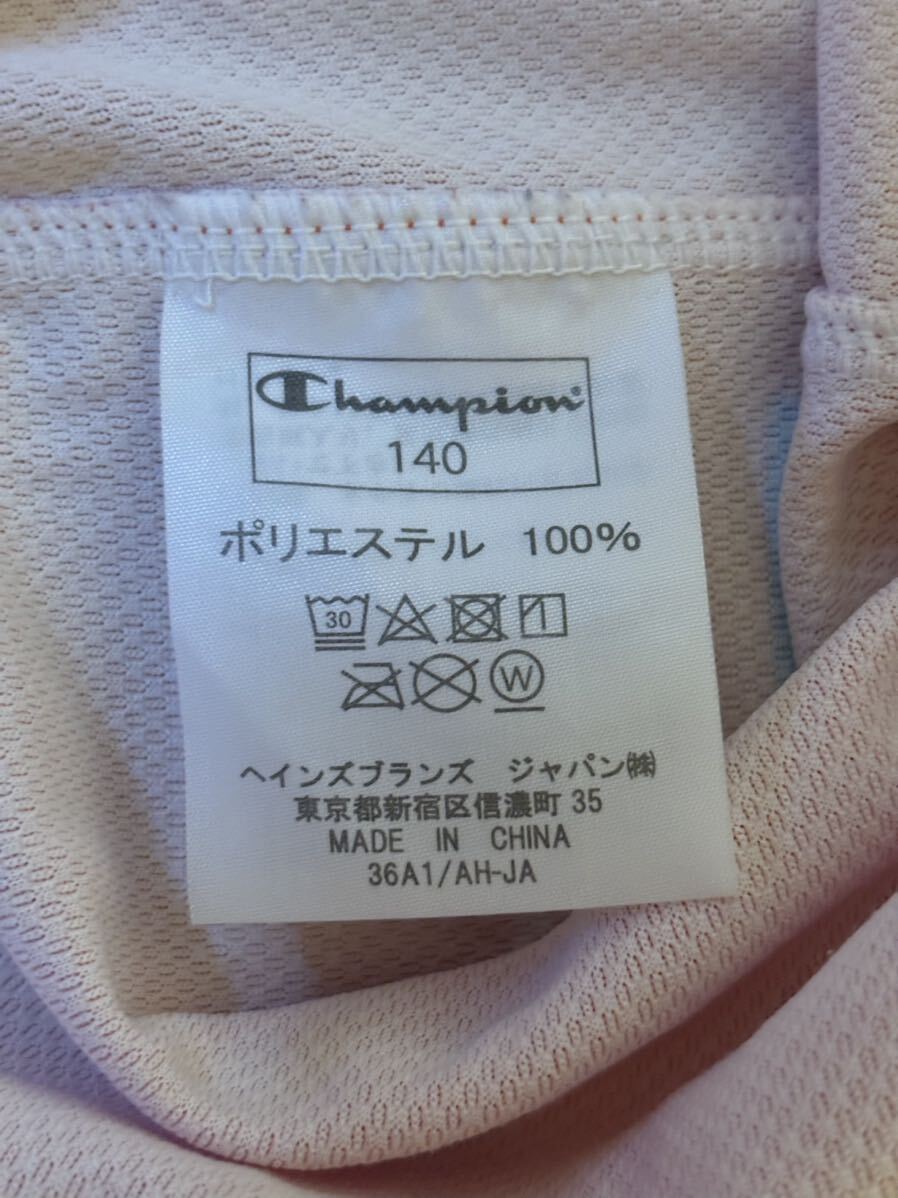 Champion
140
ポリエステル 100%
30
W
ヘインズブランズ ジャパン㈱
東京都新宿区信濃町 35
MADE IN CHINA
36A1/AH-JA